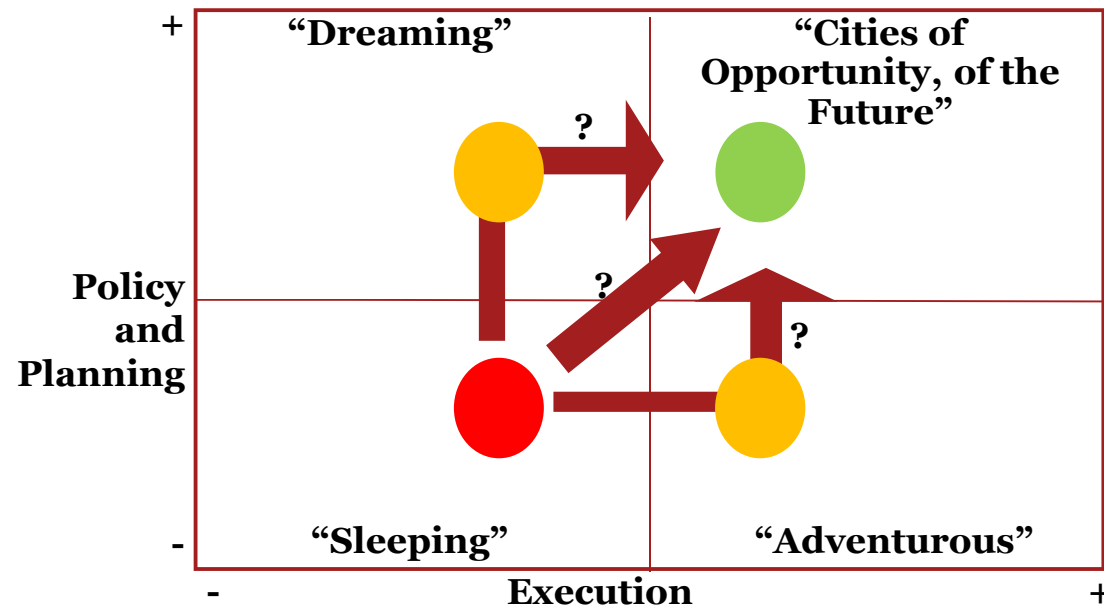 +
“Dreaming”
“Cities of
Opportunity, of the
Future”
?
Policy
and
Planning
?
?
-
“Sleeping”
“Adventurous”
-
Execution
+